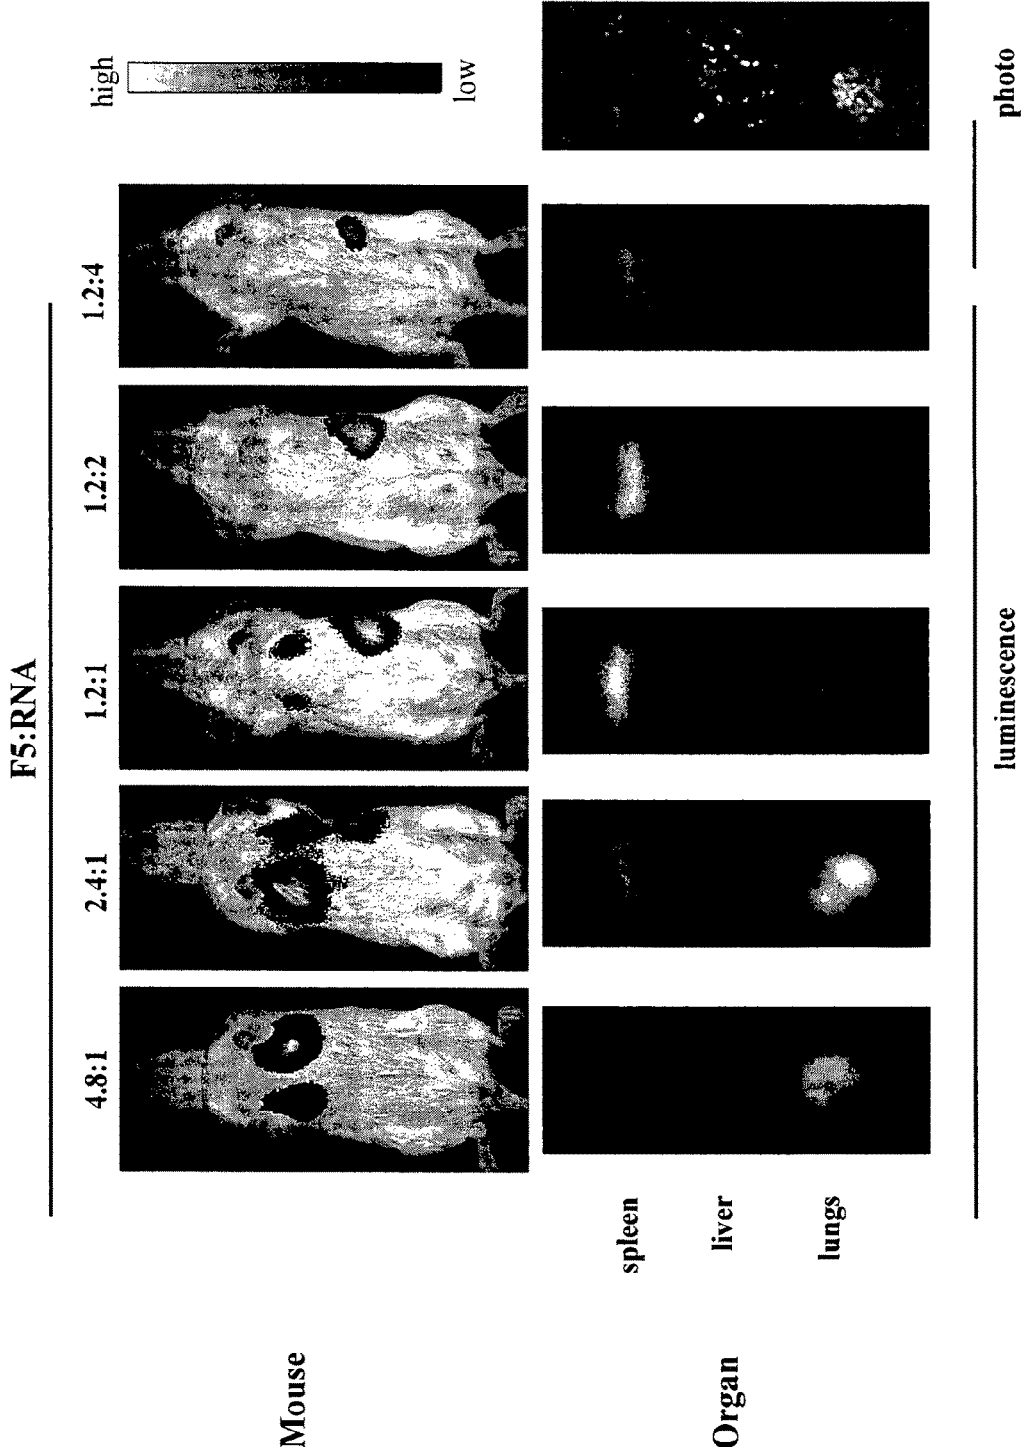 F5:RNA
4.8:1 2.4:1 1.2:1 1.2:2 1.2:4
high
low
Mouse
Organ
spleen
liver
lungs
luminescence
photo